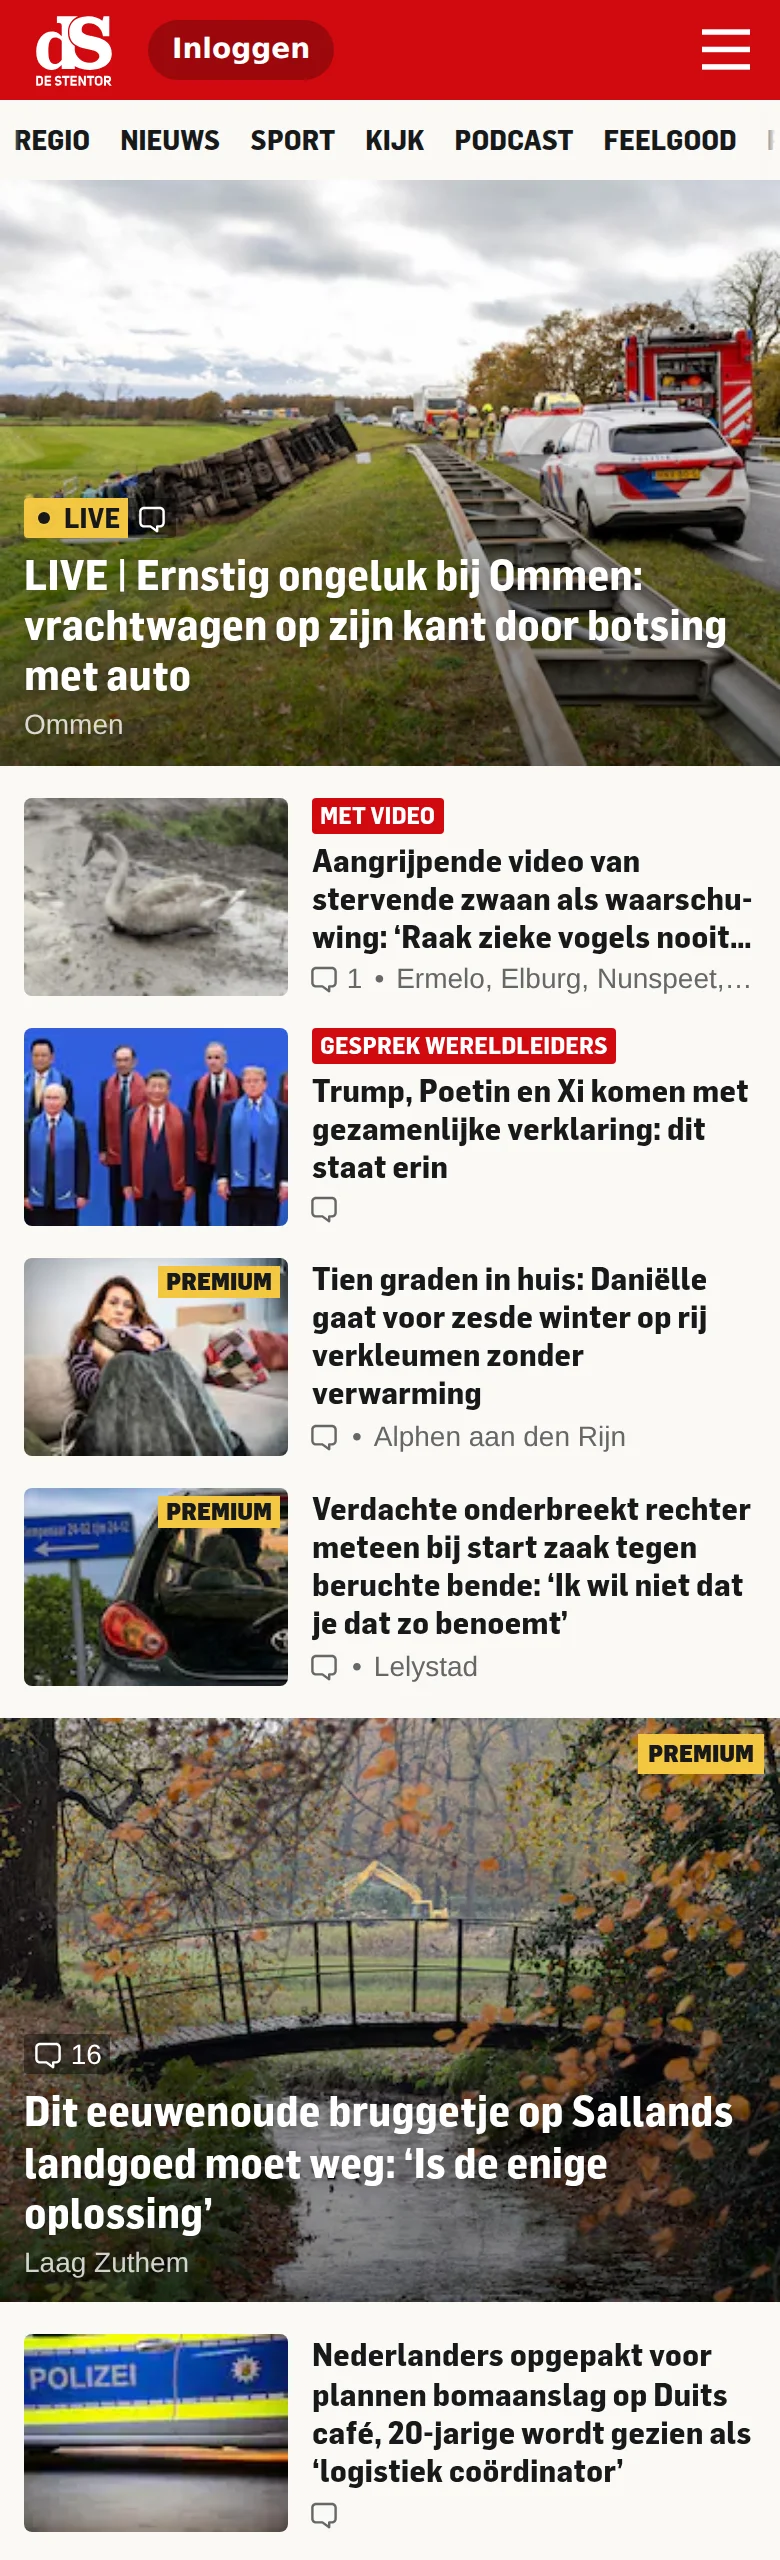 dS
DE STENTOR
Inloggen
REGIO NIEUWS SPORT KIJK PODCAST FEELGOOD
LIVE
LIVE | Ernstig ongeluk bij Ommen:
vrachtwagen op zijn kant door botsing
met auto
Ommen
MET VIDEO
Aangrijpende video van
stervende zwaan als waarschu-
wing: ‘Raak zieke vogels nooit...
1 • Ermelo, Elburg, Nunspeet,...
GESPREK WERELDLEIDERS
Trump, Poetin en Xi komen met
gezamenlijke verklaring: dit
staat erin
PREMIUM
Tien graden in huis: Daniëlle
gaat voor zesde winter op rij
verkleumen zonder
verwarming
• Alphen aan den Rijn
PREMIUM
Verdachte onderbreekt rechter
meteen bij start zaak tegen
beruchte bende: ‘Ik wil niet dat
je dat zo benoemt’
• Lelystad
PREMIUM
16
Dit eeuwenoude bruggetje op Sallands
landgoed moet weg: ‘Is de enige
oplossing’
Laag Zuthem
POLIZEI
Nederlanders opgepakt voor
plannen bomaanslag op Duits
café, 20-jarige wordt gezien als
‘logistiek coördinator’